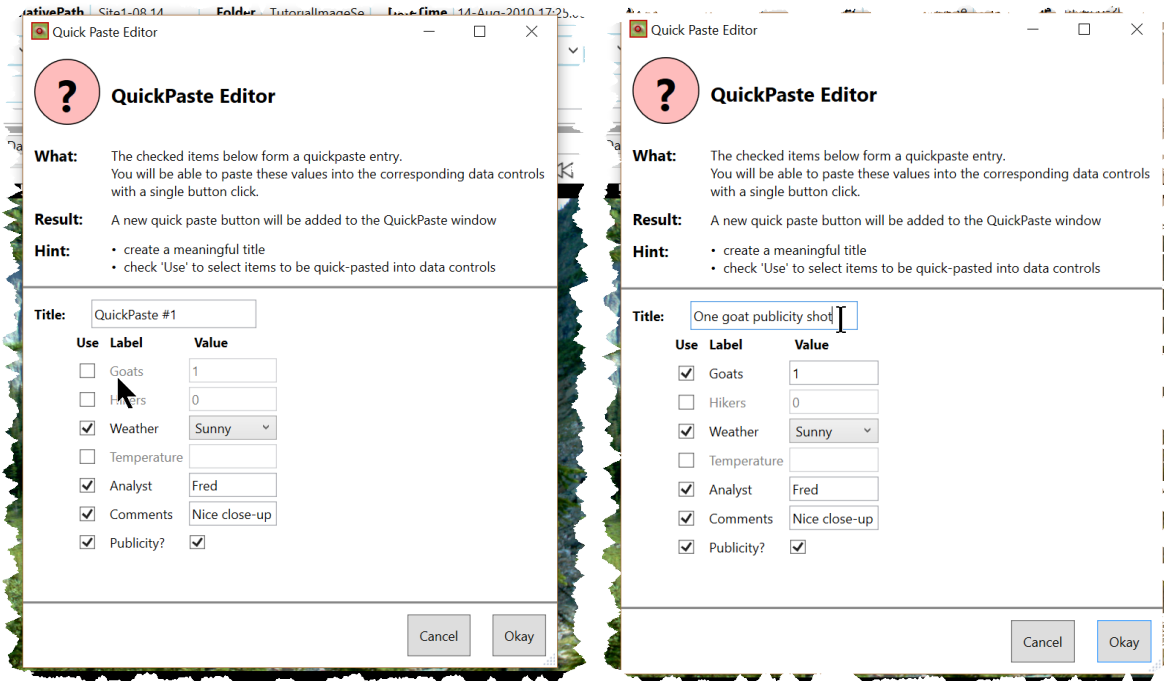 Site1-08.14 Folder TutorialImageSe
Quick Paste Editor
?
QuickPaste Editor
What: The checked items below form a quickpaste entry.
You will be able to paste these values into the corresponding data controls
with a single button click.
Result: A new quick paste button will be added to the QuickPaste window
Hint: • create a meaningful title
• check 'Use' to select items to be quick-pasted into data controls
Title: QuickPaste #1
Use Label Value
Goats 1
Hikers 0
Weather Sunny
Temperature
Analyst Fred
Comments Nice close-up
Publicity?
Cancel Okay
Quick Paste Editor
?
QuickPaste Editor
What: The checked items below form a quickpaste entry.
You will be able to paste these values into the corresponding data controls
with a single button click.
Result: A new quick paste button will be added to the QuickPaste window
Hint: • create a meaningful title
• check 'Use' to select items to be quick-pasted into data controls
Title: One goat publicity shot
Use Label Value
Goats 1
Hikers 0
Weather Sunny
Temperature
Analyst Fred
Comments Nice close-up
Publicity?
Cancel Okay